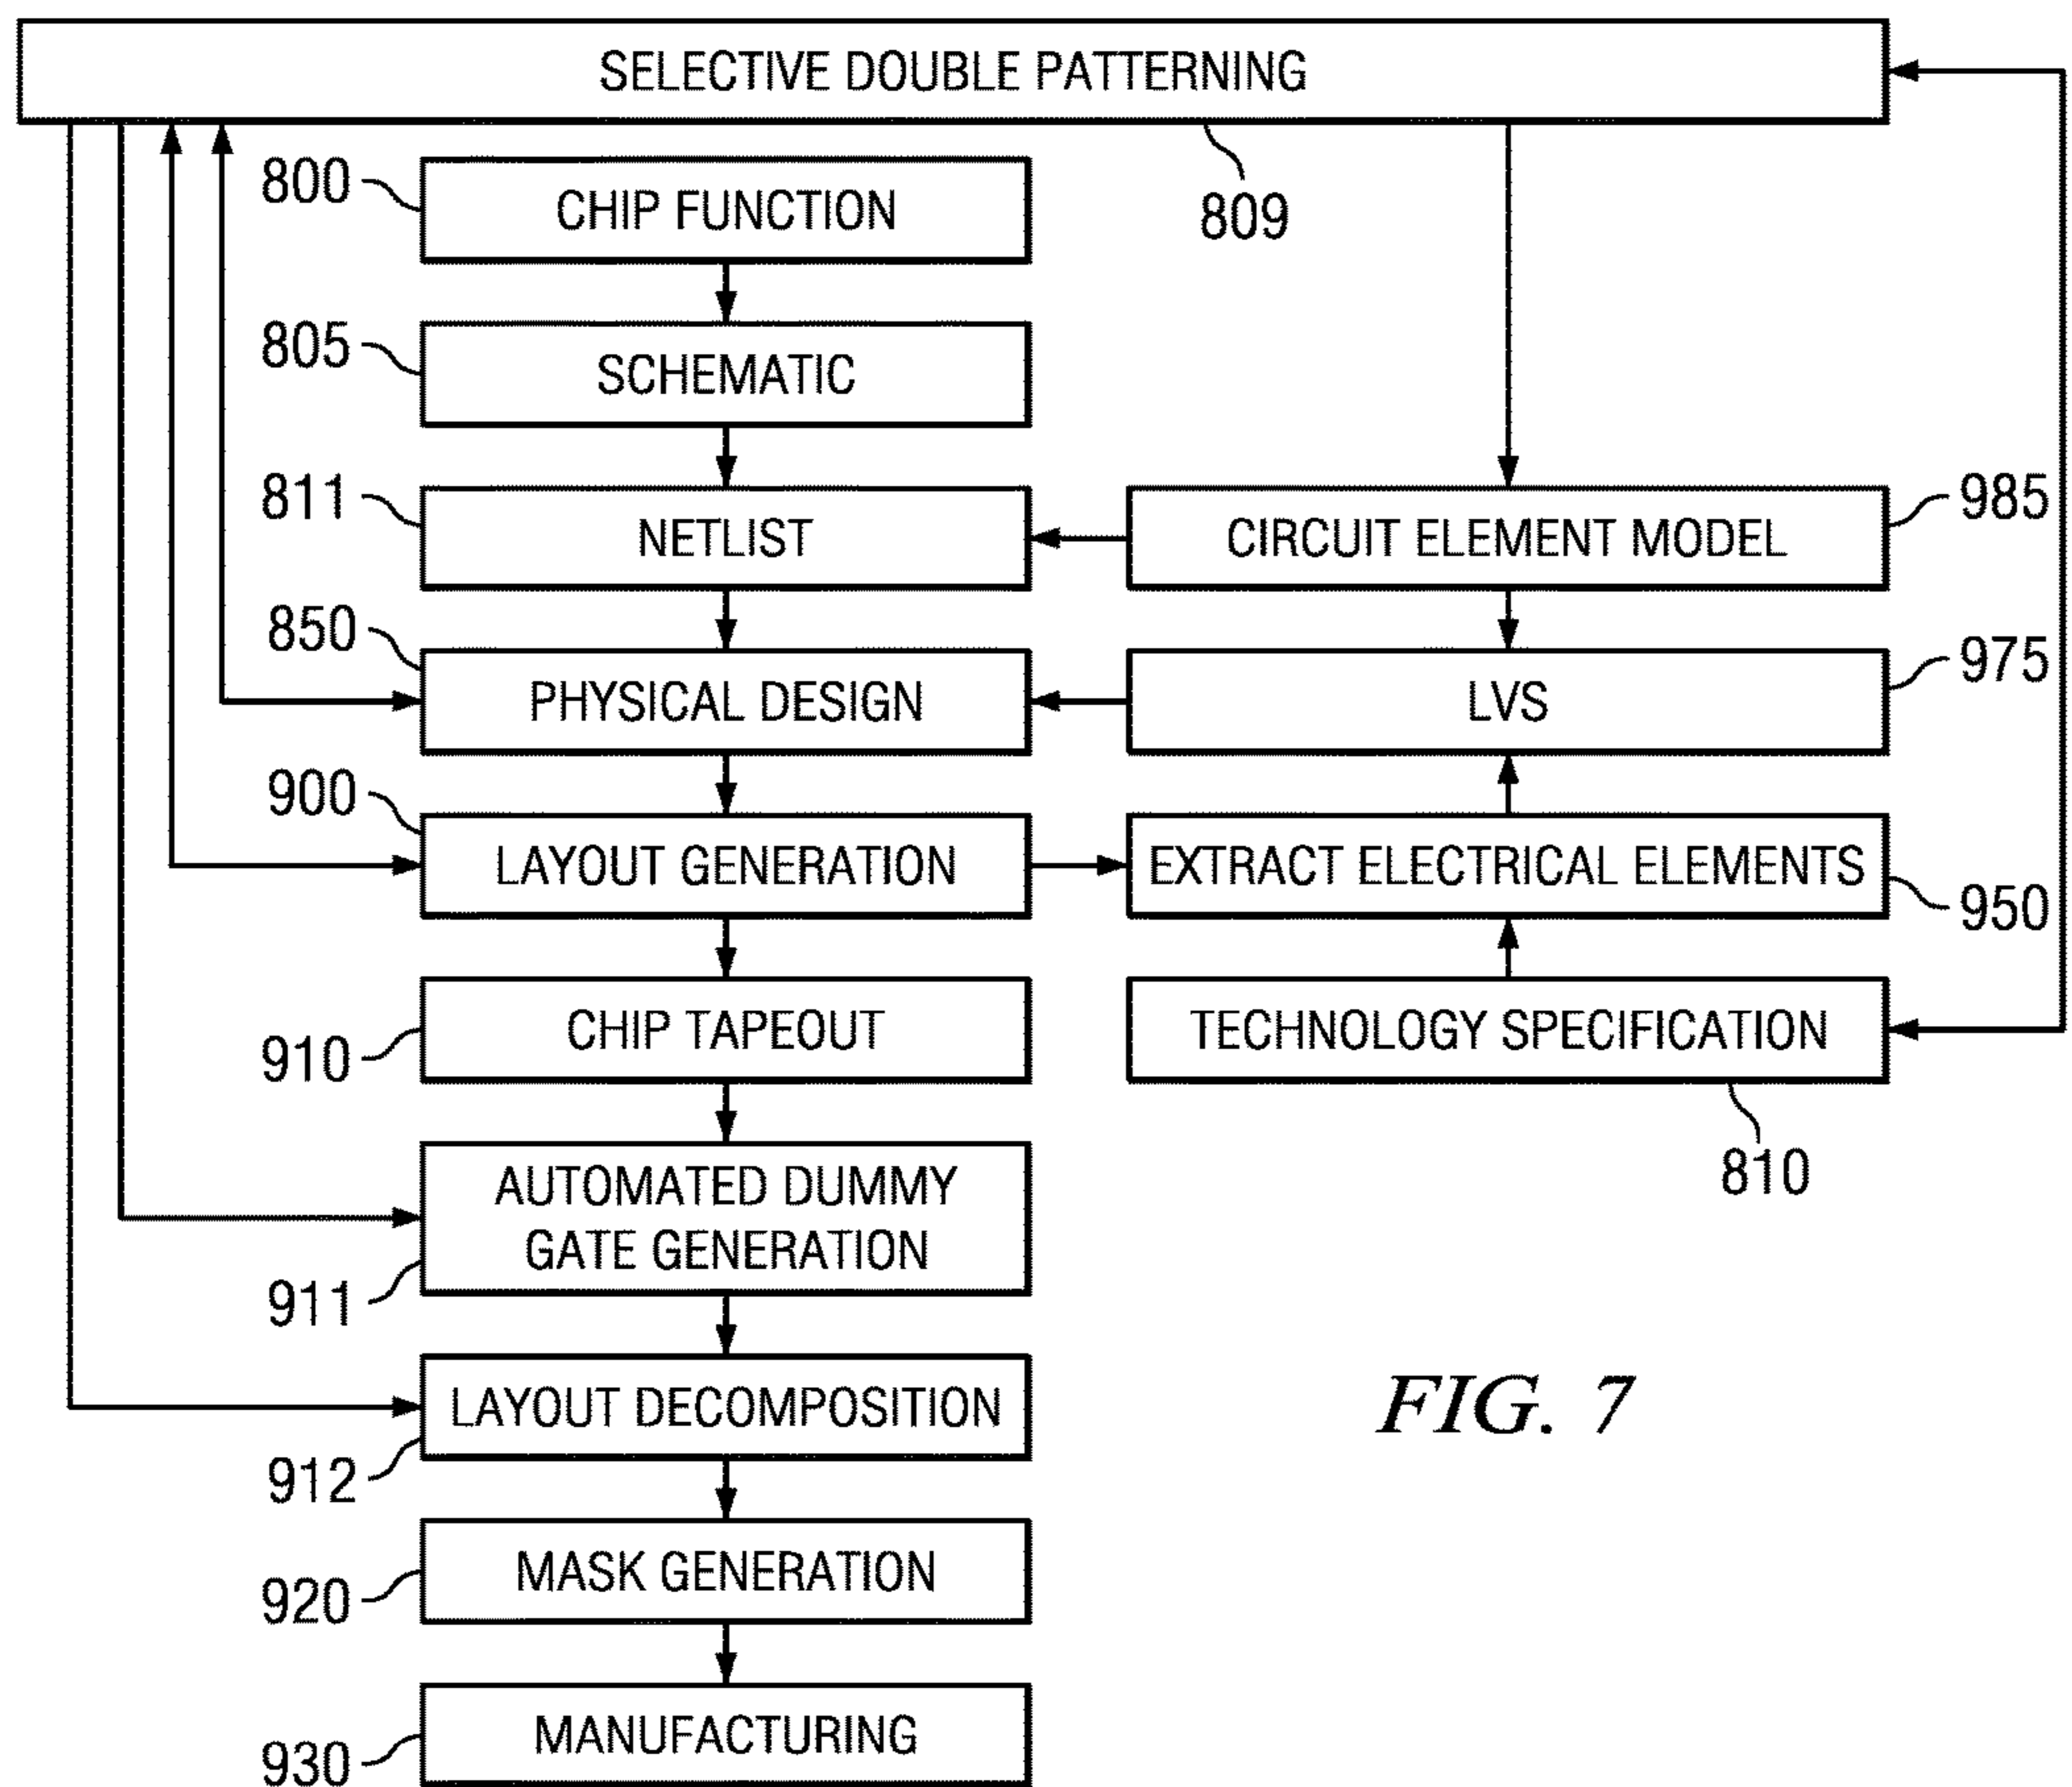 SELECTIVE DOUBLE PATTERNING
809
800
CHIP FUNCTION
805
SCHEMATIC
811
NETLIST
CIRCUIT ELEMENT MODEL
985
850
PHYSICAL DESIGN
LVS
975
900
LAYOUT GENERATION
EXTRACT ELECTRICAL ELEMENTS
950
910
CHIP TAPEOUT
TECHNOLOGY SPECIFICATION
810
AUTOMATED DUMMY
GATE GENERATION
911
LAYOUT DECOMPOSITION
912
MASK GENERATION
920
MANUFACTURING
930
FIG. 7